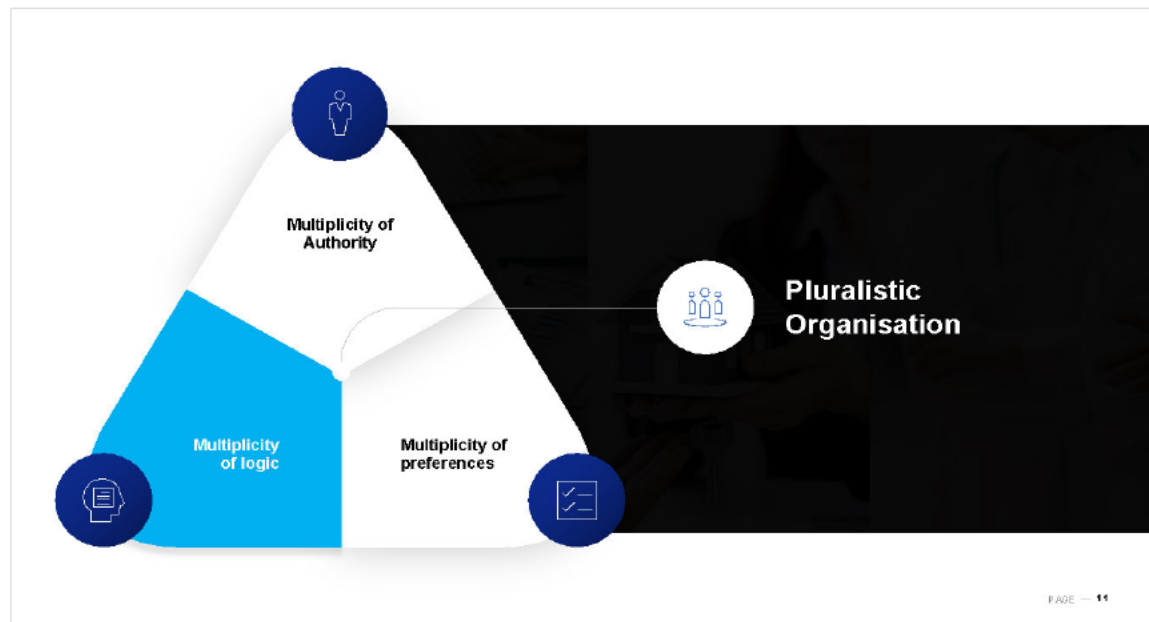 Multiplicity of
Authority
Pluralistic
Organisation
Multiplicity
of logic
Multiplicity of
preferences
PAGE — 11